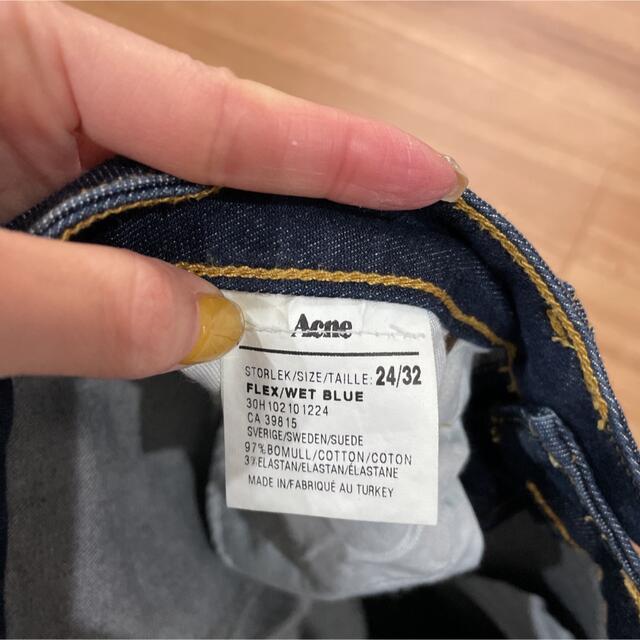 Acne
STORLEK/SIZE/TAILLE: 24/32
FLEX/WET BLUE
30H102101224
CA 39815
SVERIGE/SWEDEN/SUEDE
97% BOMULL/COTTON/COTON
3% ELASTAN/ELASTAN/ÉLASTANE
MADE IN/FABRIQUÉ AU TURKEY